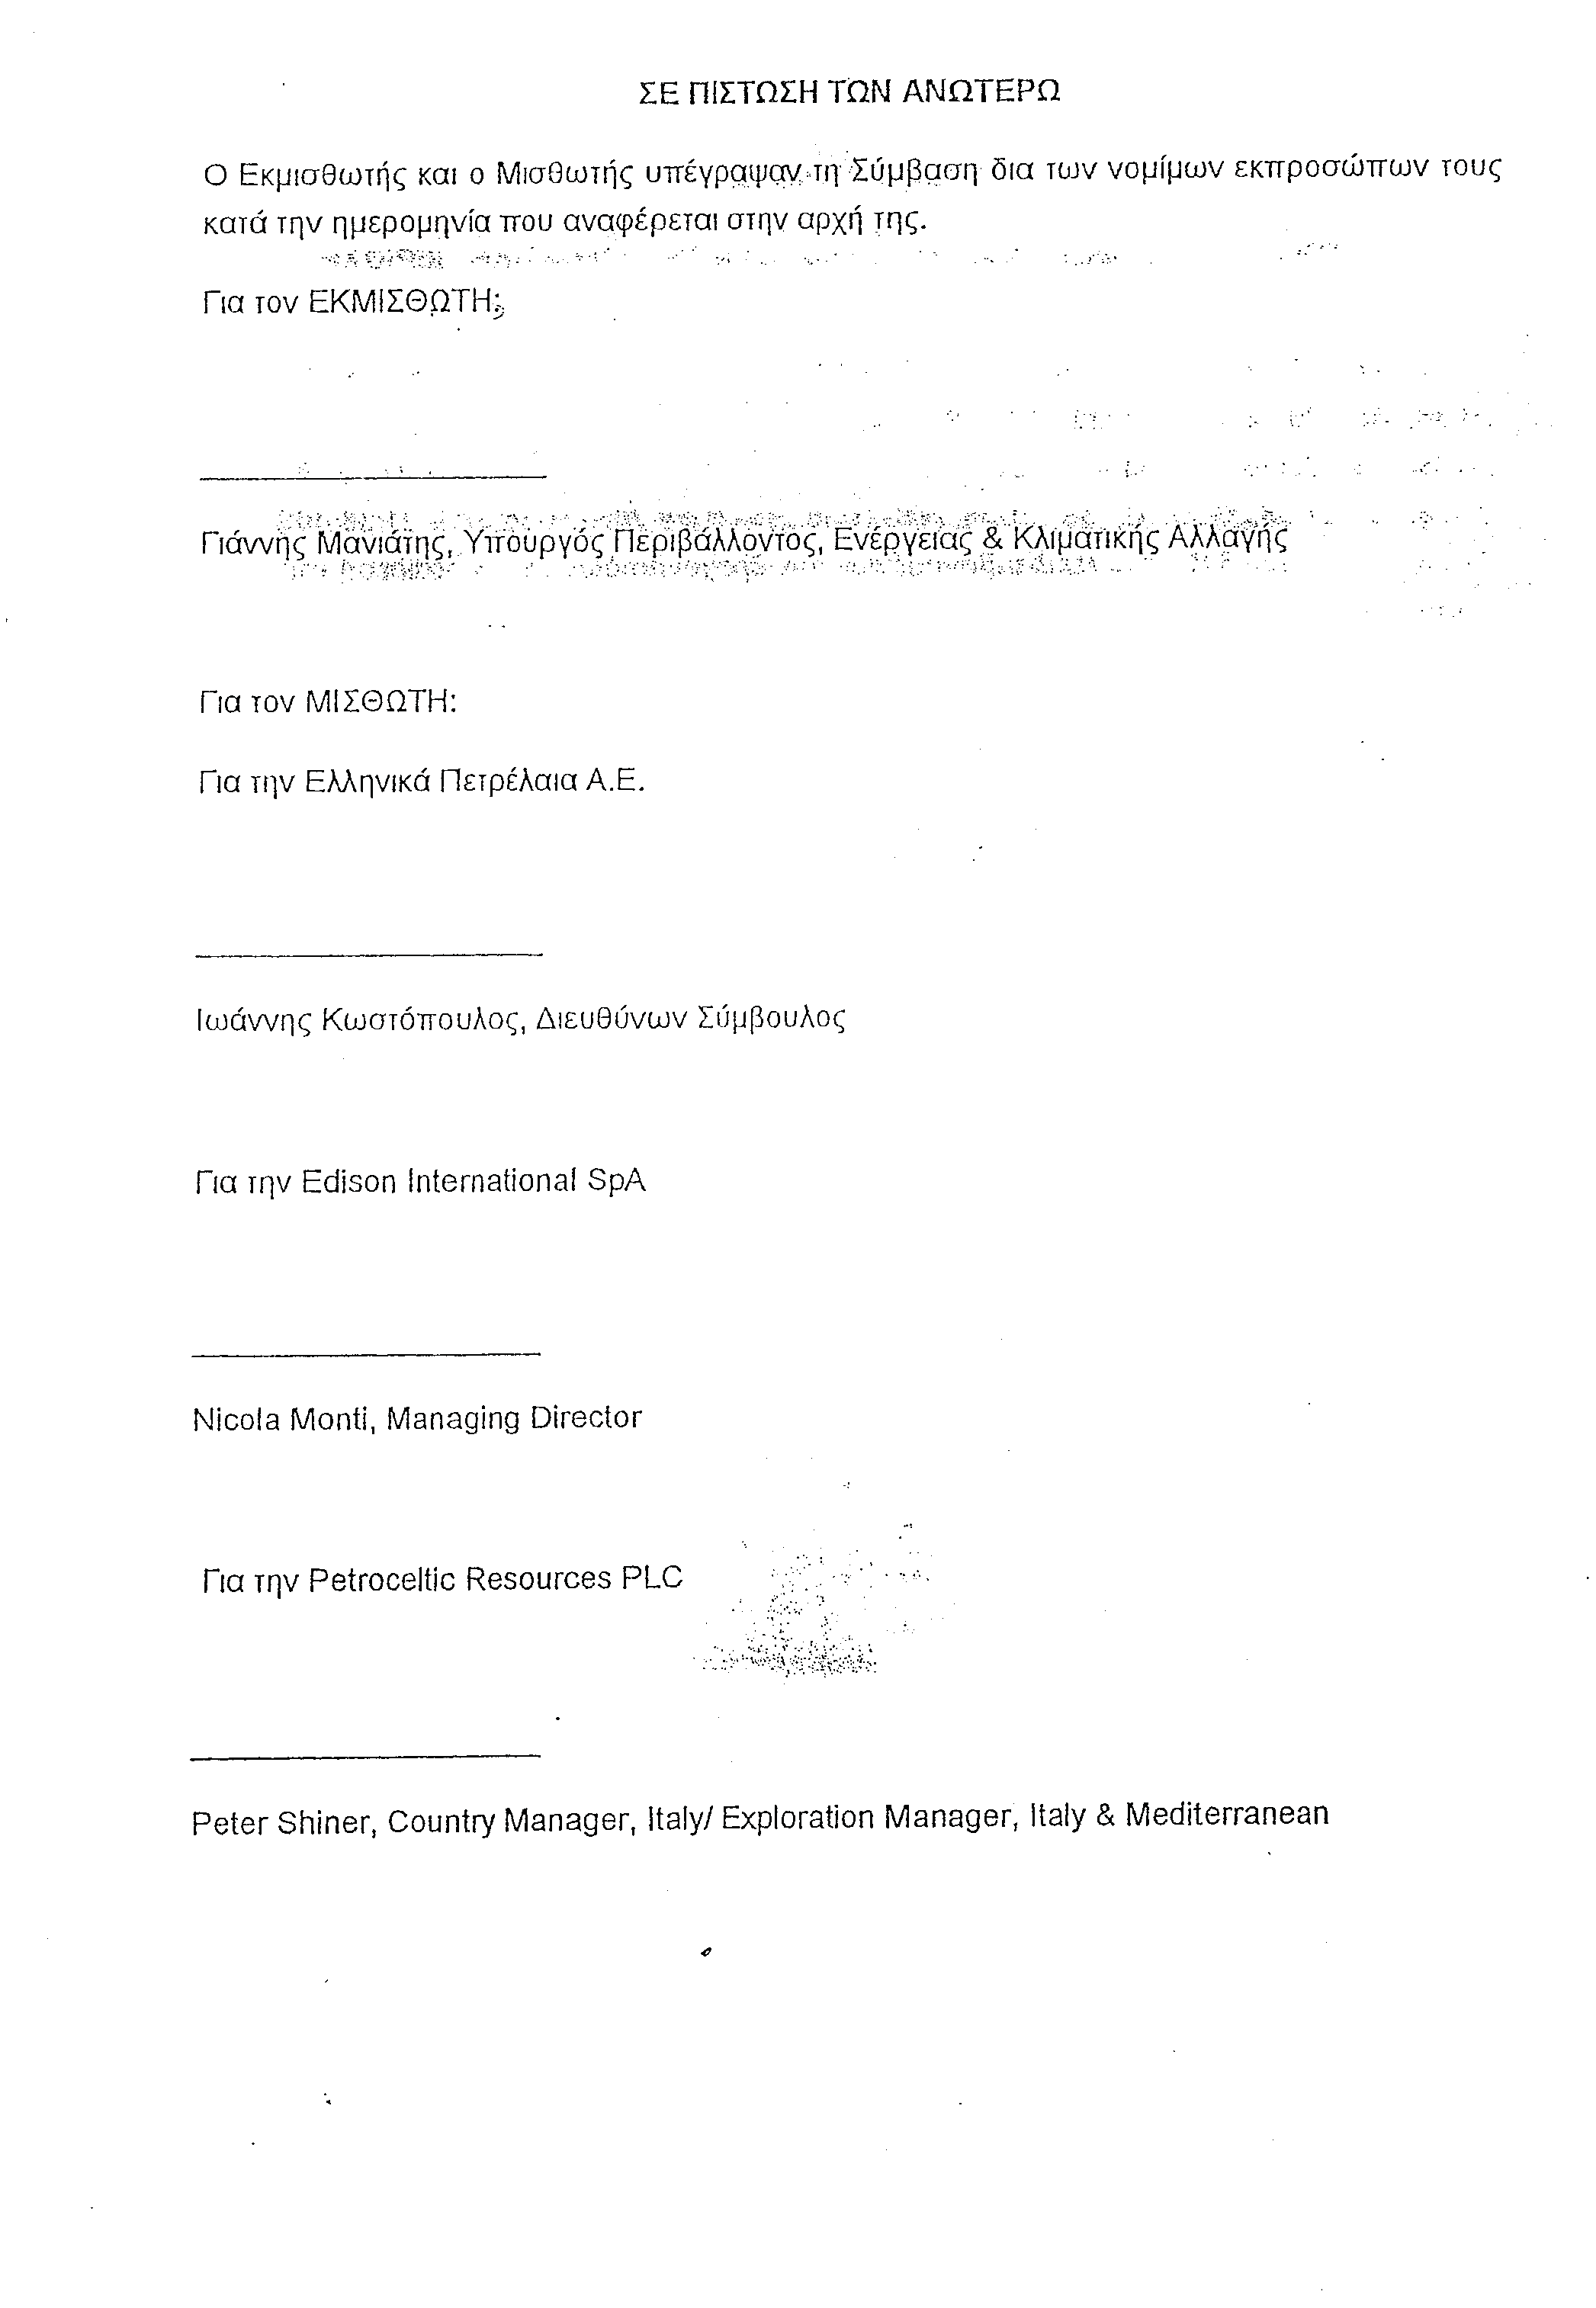 ΣΕ ΠΙΣΤΩΣΗ ΤΩΝ ΑΝΩΤΕΡΩ
Ο Εκμισθωτής και ο Μισθωτής υπέγραψαν τη Σύμβαση δια των νομίμων εκπροσώπων τους
κατά την ημερομηνία που αναφέρεται στην αρχή της.
Για τον ΕΚΜΙΣΘΩΤΗ:
Γιάννης Μανιάτης, Υπουργός Περιβάλλοντος, Ενέργειας & Κλιματικής Αλλαγής
Για τον ΜΙΣΘΩΤΗ:
Για την Ελληνικά Πετρέλαια Α.Ε.
Ιωάννης Κωστόπουλος, Διευθύνων Σύμβουλος
Για την Edison International SpA
Nicola Monti, Managing Director
Για την Petroceltic Resources PLC
Peter Shiner, Country Manager, Italy/ Exploration Manager, Italy & Mediterranean